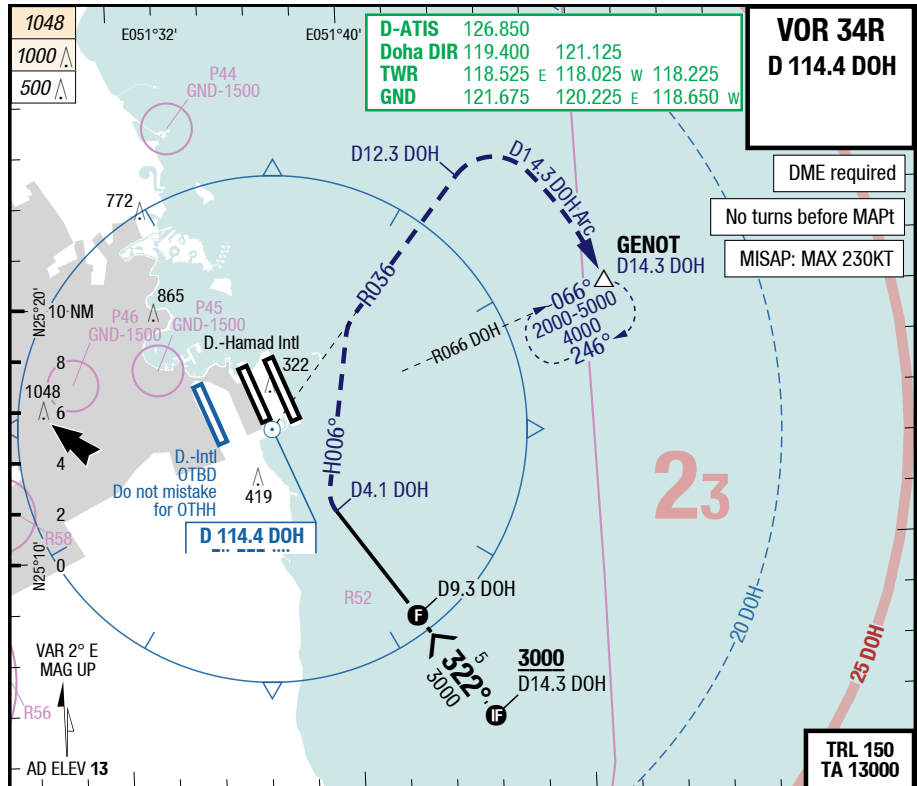 1048
1000
500
E051°32'
E051°40'
D-ATIS 126.850
Doha DIR 119.400 121.125
TWR 118.525 E 118.025 W 118.225
GND 121.675 120.225 E 118.650 W
VOR 34R
D 114.4 DOH
DME required
No turns before MAPt
MISAP: MAX 230KT
P44
GND-1500
D12.3 DOH
D14.3 DOH Arc
772
GENOT
D14.3 DOH
R036
066°
2000-5000
4000
246°
R066 DOH
N25°20'
10 NM
865
P46
GND-1500
P45
GND-1500
D.-Hamad Intl
322
8
1048
6
H006°
4
D.-Intl
OTBD
Do not mistake
for OTHH
419
D4.1 DOH
23
2
R58
D 114.4 DOH
N25°10'
0
R52
F
D9.3 DOH
20 DOH
25 DOH
VAR 2° E
MAG UP
5
322°
3000
3000
D14.3 DOH
IF
R56
AD ELEV 13
TRL 150
TA 13000